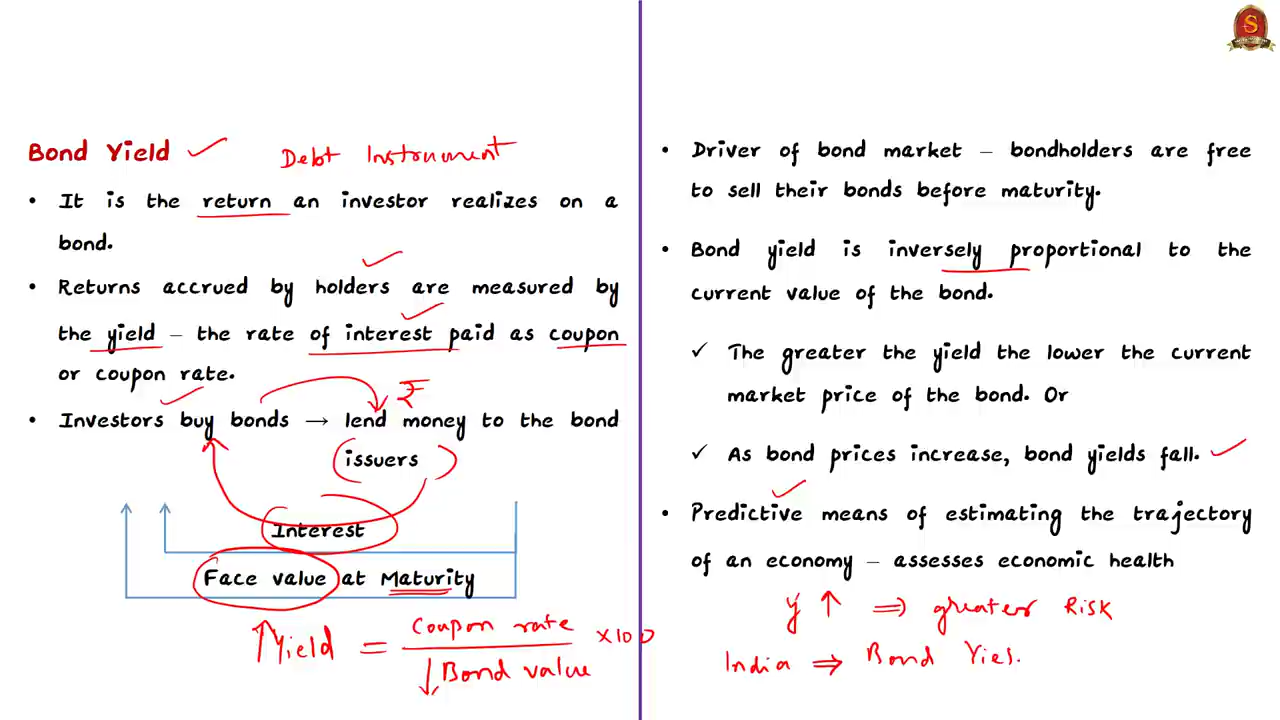 Bond Yield
Debt Instrument
• It is the return an investor realizes on a
bond.
• Returns accrued by holders are measured by
the yield – the rate of interest paid as coupon
or coupon rate.
₹
• Investors buy bonds → lend money to the bond
issuers
Interest
Face value at Maturity
↑ Yield = Coupon rate ×100
↓ Bond value
• Driver of bond market – bondholders are free
to sell their bonds before maturity.
• Bond yield is inversely proportional to the
current value of the bond.
✓ The greater the yield the lower the current
market price of the bond. Or
✓ As bond prices increase, bond yields fall.
• Predictive means of estimating the trajectory
of an economy – assesses economic health
y ↑ ⇒ greater Risk
India ⇒ Bond Yies.
S